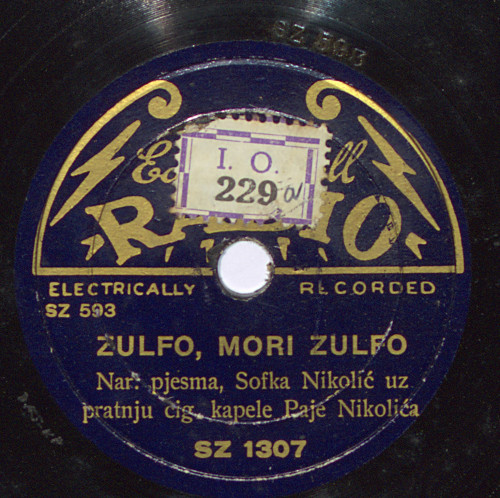 SZ 593
I. O.
229
RADIO
ELECTRICALLY RECORDED
SZ 593
ZULFO, MORI ZULFO
Nar. pjesma, Sofka Nikolić uz
pratnju cig. kapele Paje Nikolića
SZ 1307